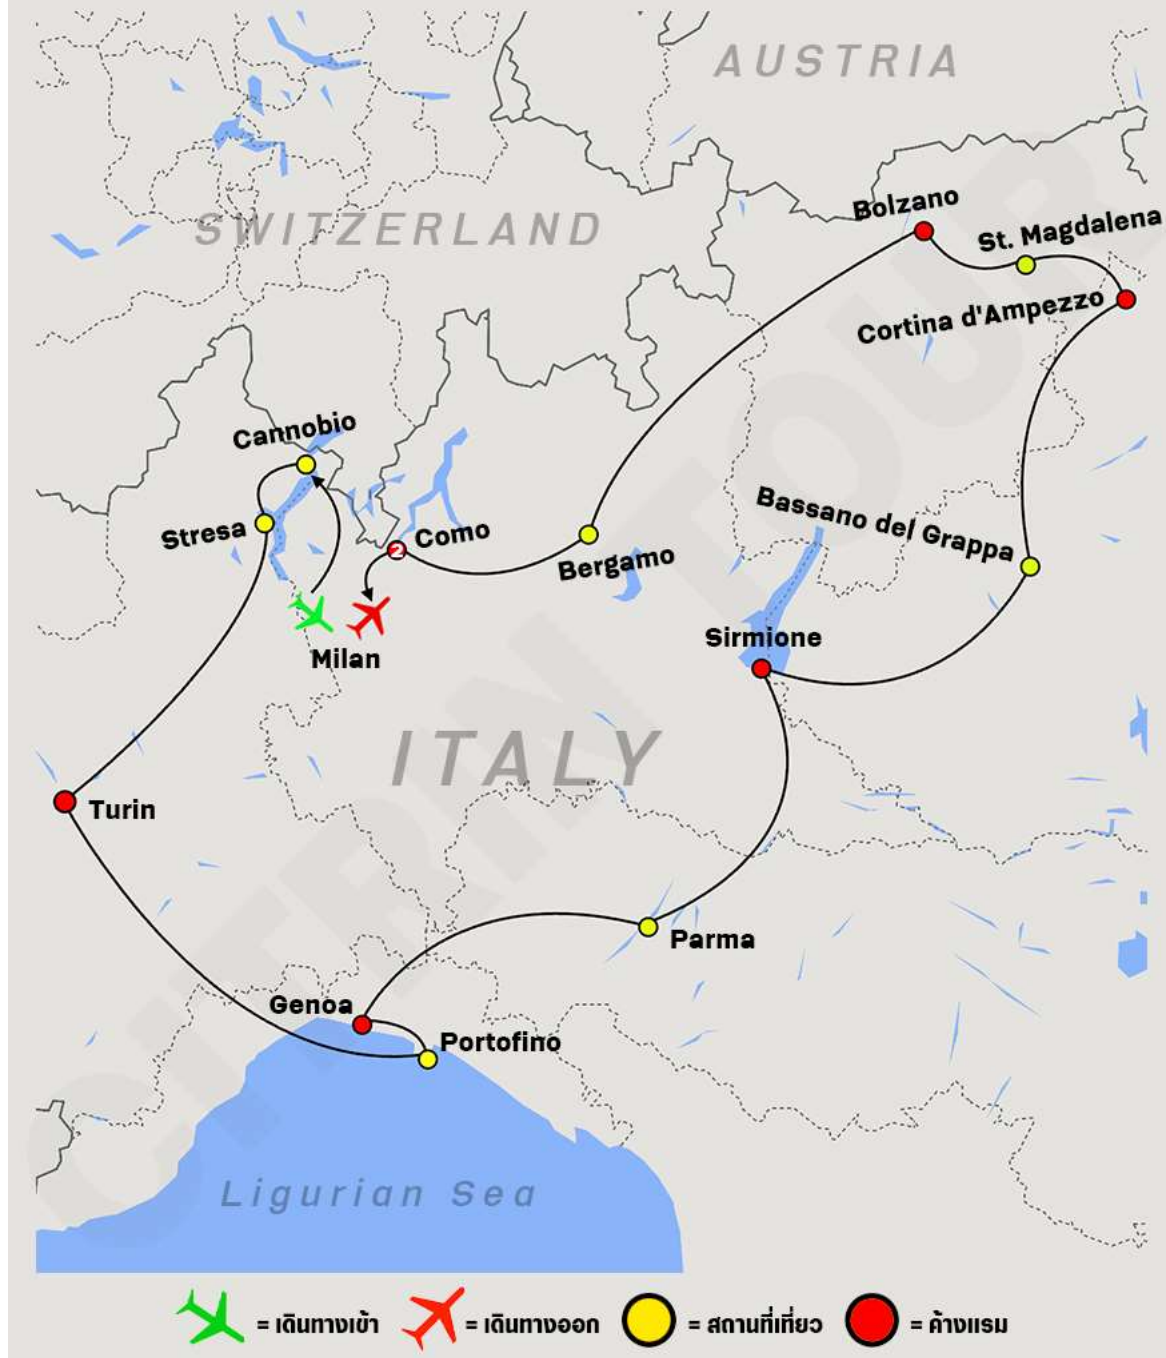 AUSTRIA
SWITZERLAND
Bolzano
St. Magdalena
Cortina d'Ampezzo
Cannobio
Stresa
2
Como
Bergamo
Bassano del Grappa
Milan
Sirmione
ITALY
Turin
Parma
Genoa
Portofino
Ligurian Sea
= เดินทางเข้า = เดินทางออก = สถานที่เที่ยว = ค้างแรม